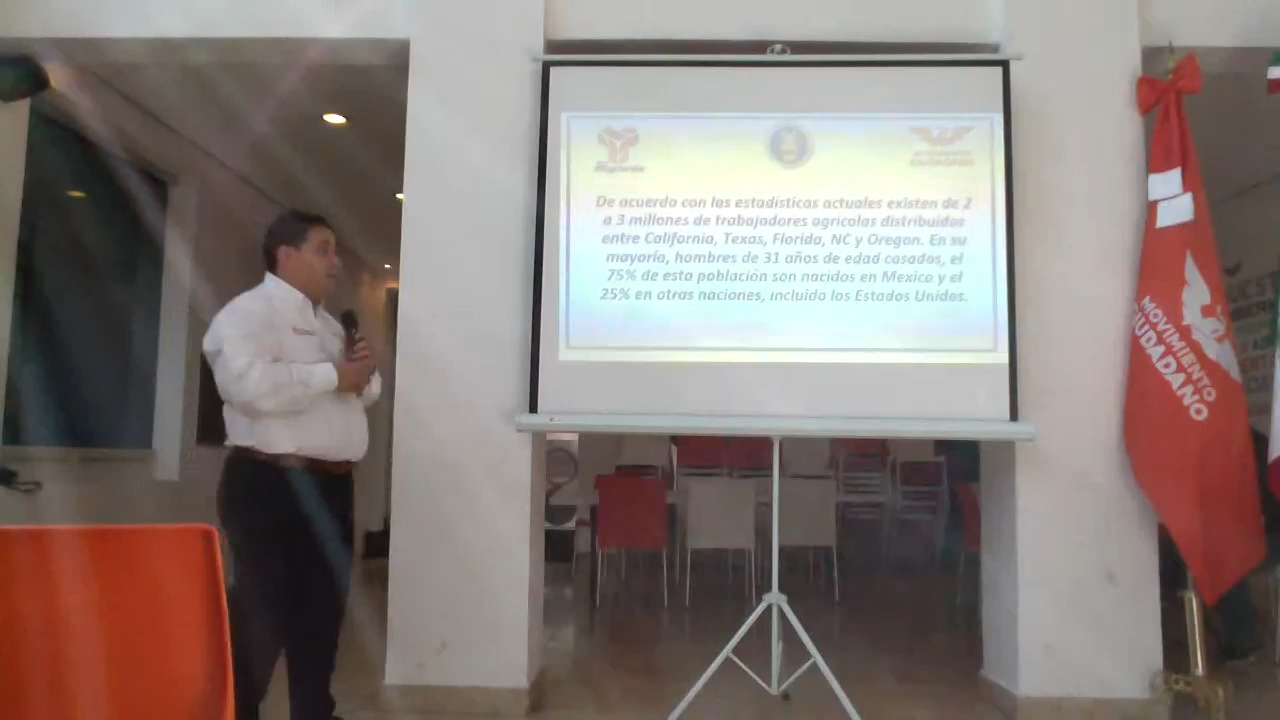 De acuerdo con las estadísticas actuales existen de 2
a 3 millones de trabajadores agrícolas distribuidos
entre California, Texas, Florida, NC y Oregon. En su
mayoría, hombres de 31 años de edad casados, el
75% de esta población son nacidos en Mexico y el
25% en otras naciones, incluido los Estados Unidos.
MOVIMIENTO
CIUDADANO